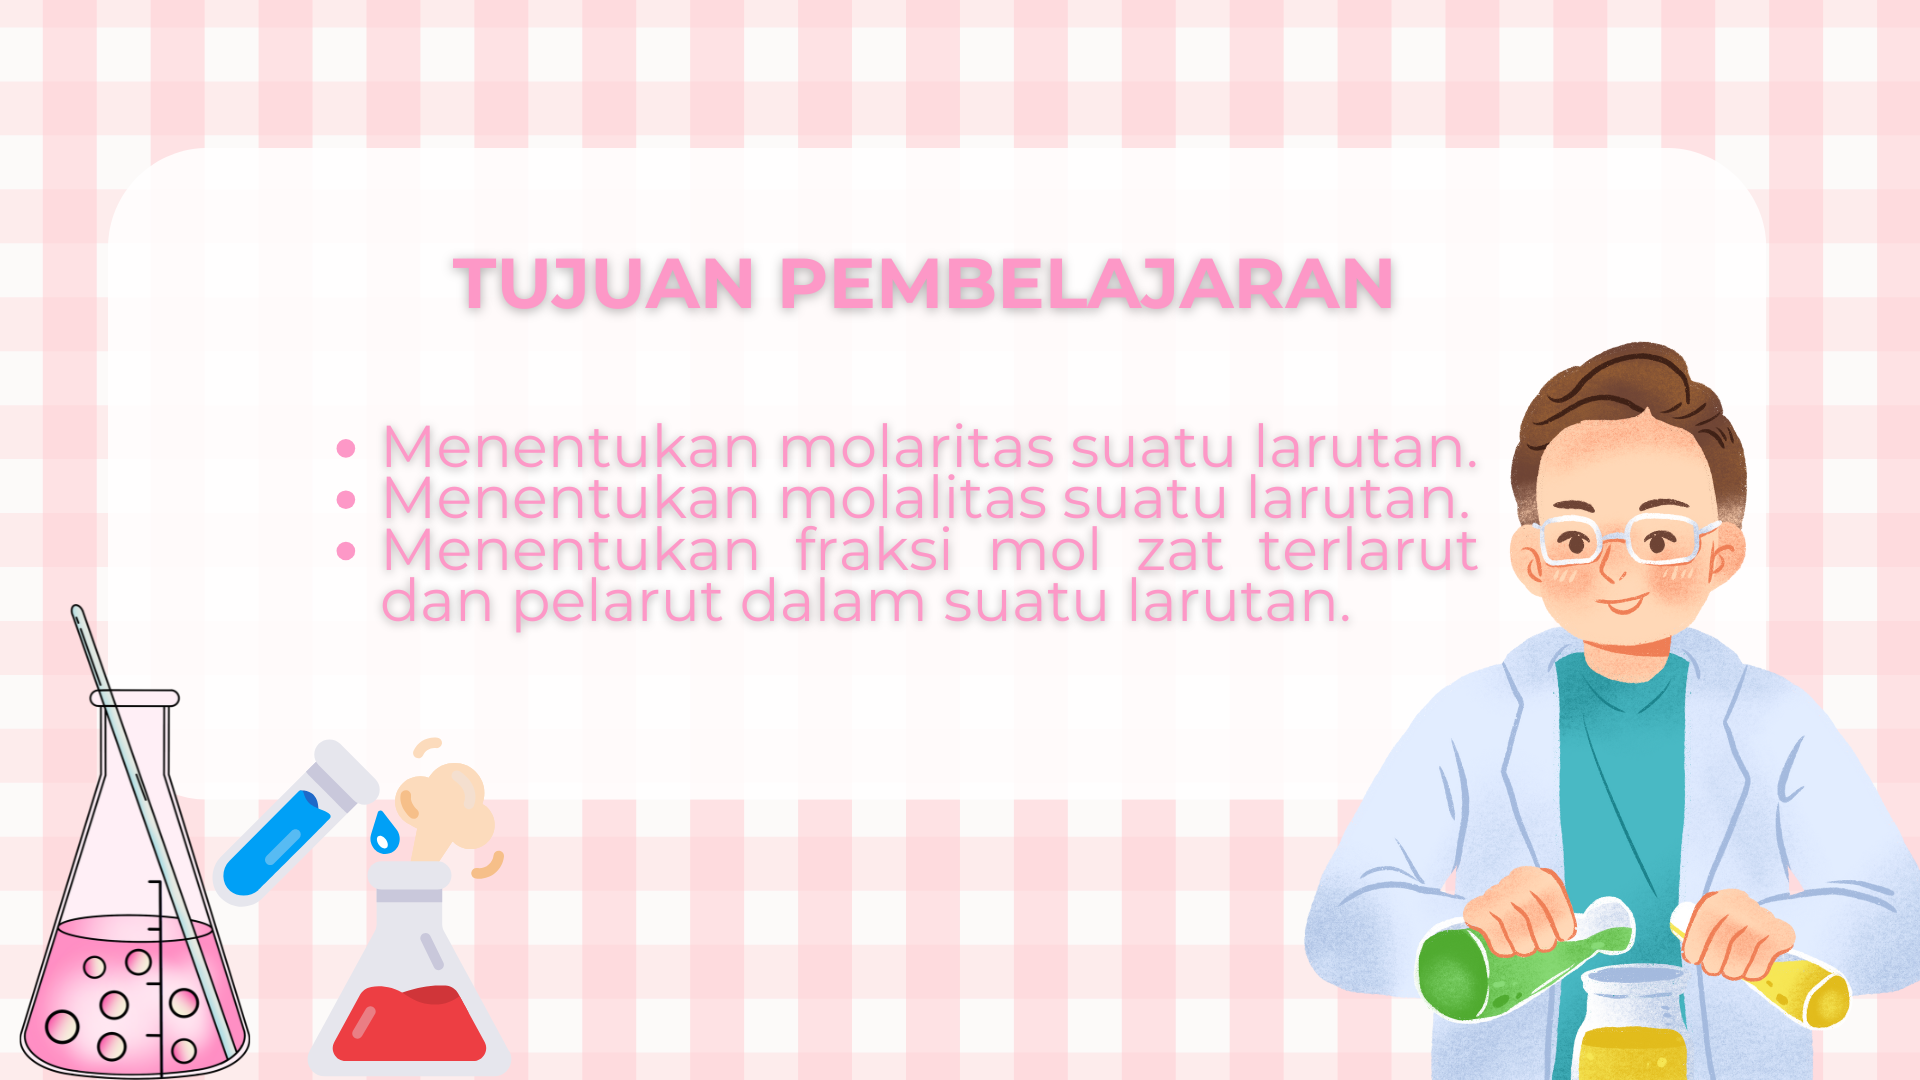 TUJUAN PEMBELAJARAN
• Menentukan molaritas suatu larutan.
• Menentukan molalitas suatu larutan.
• Menentukan fraksi mol zat terlarut
dan pelarut dalam suatu larutan.